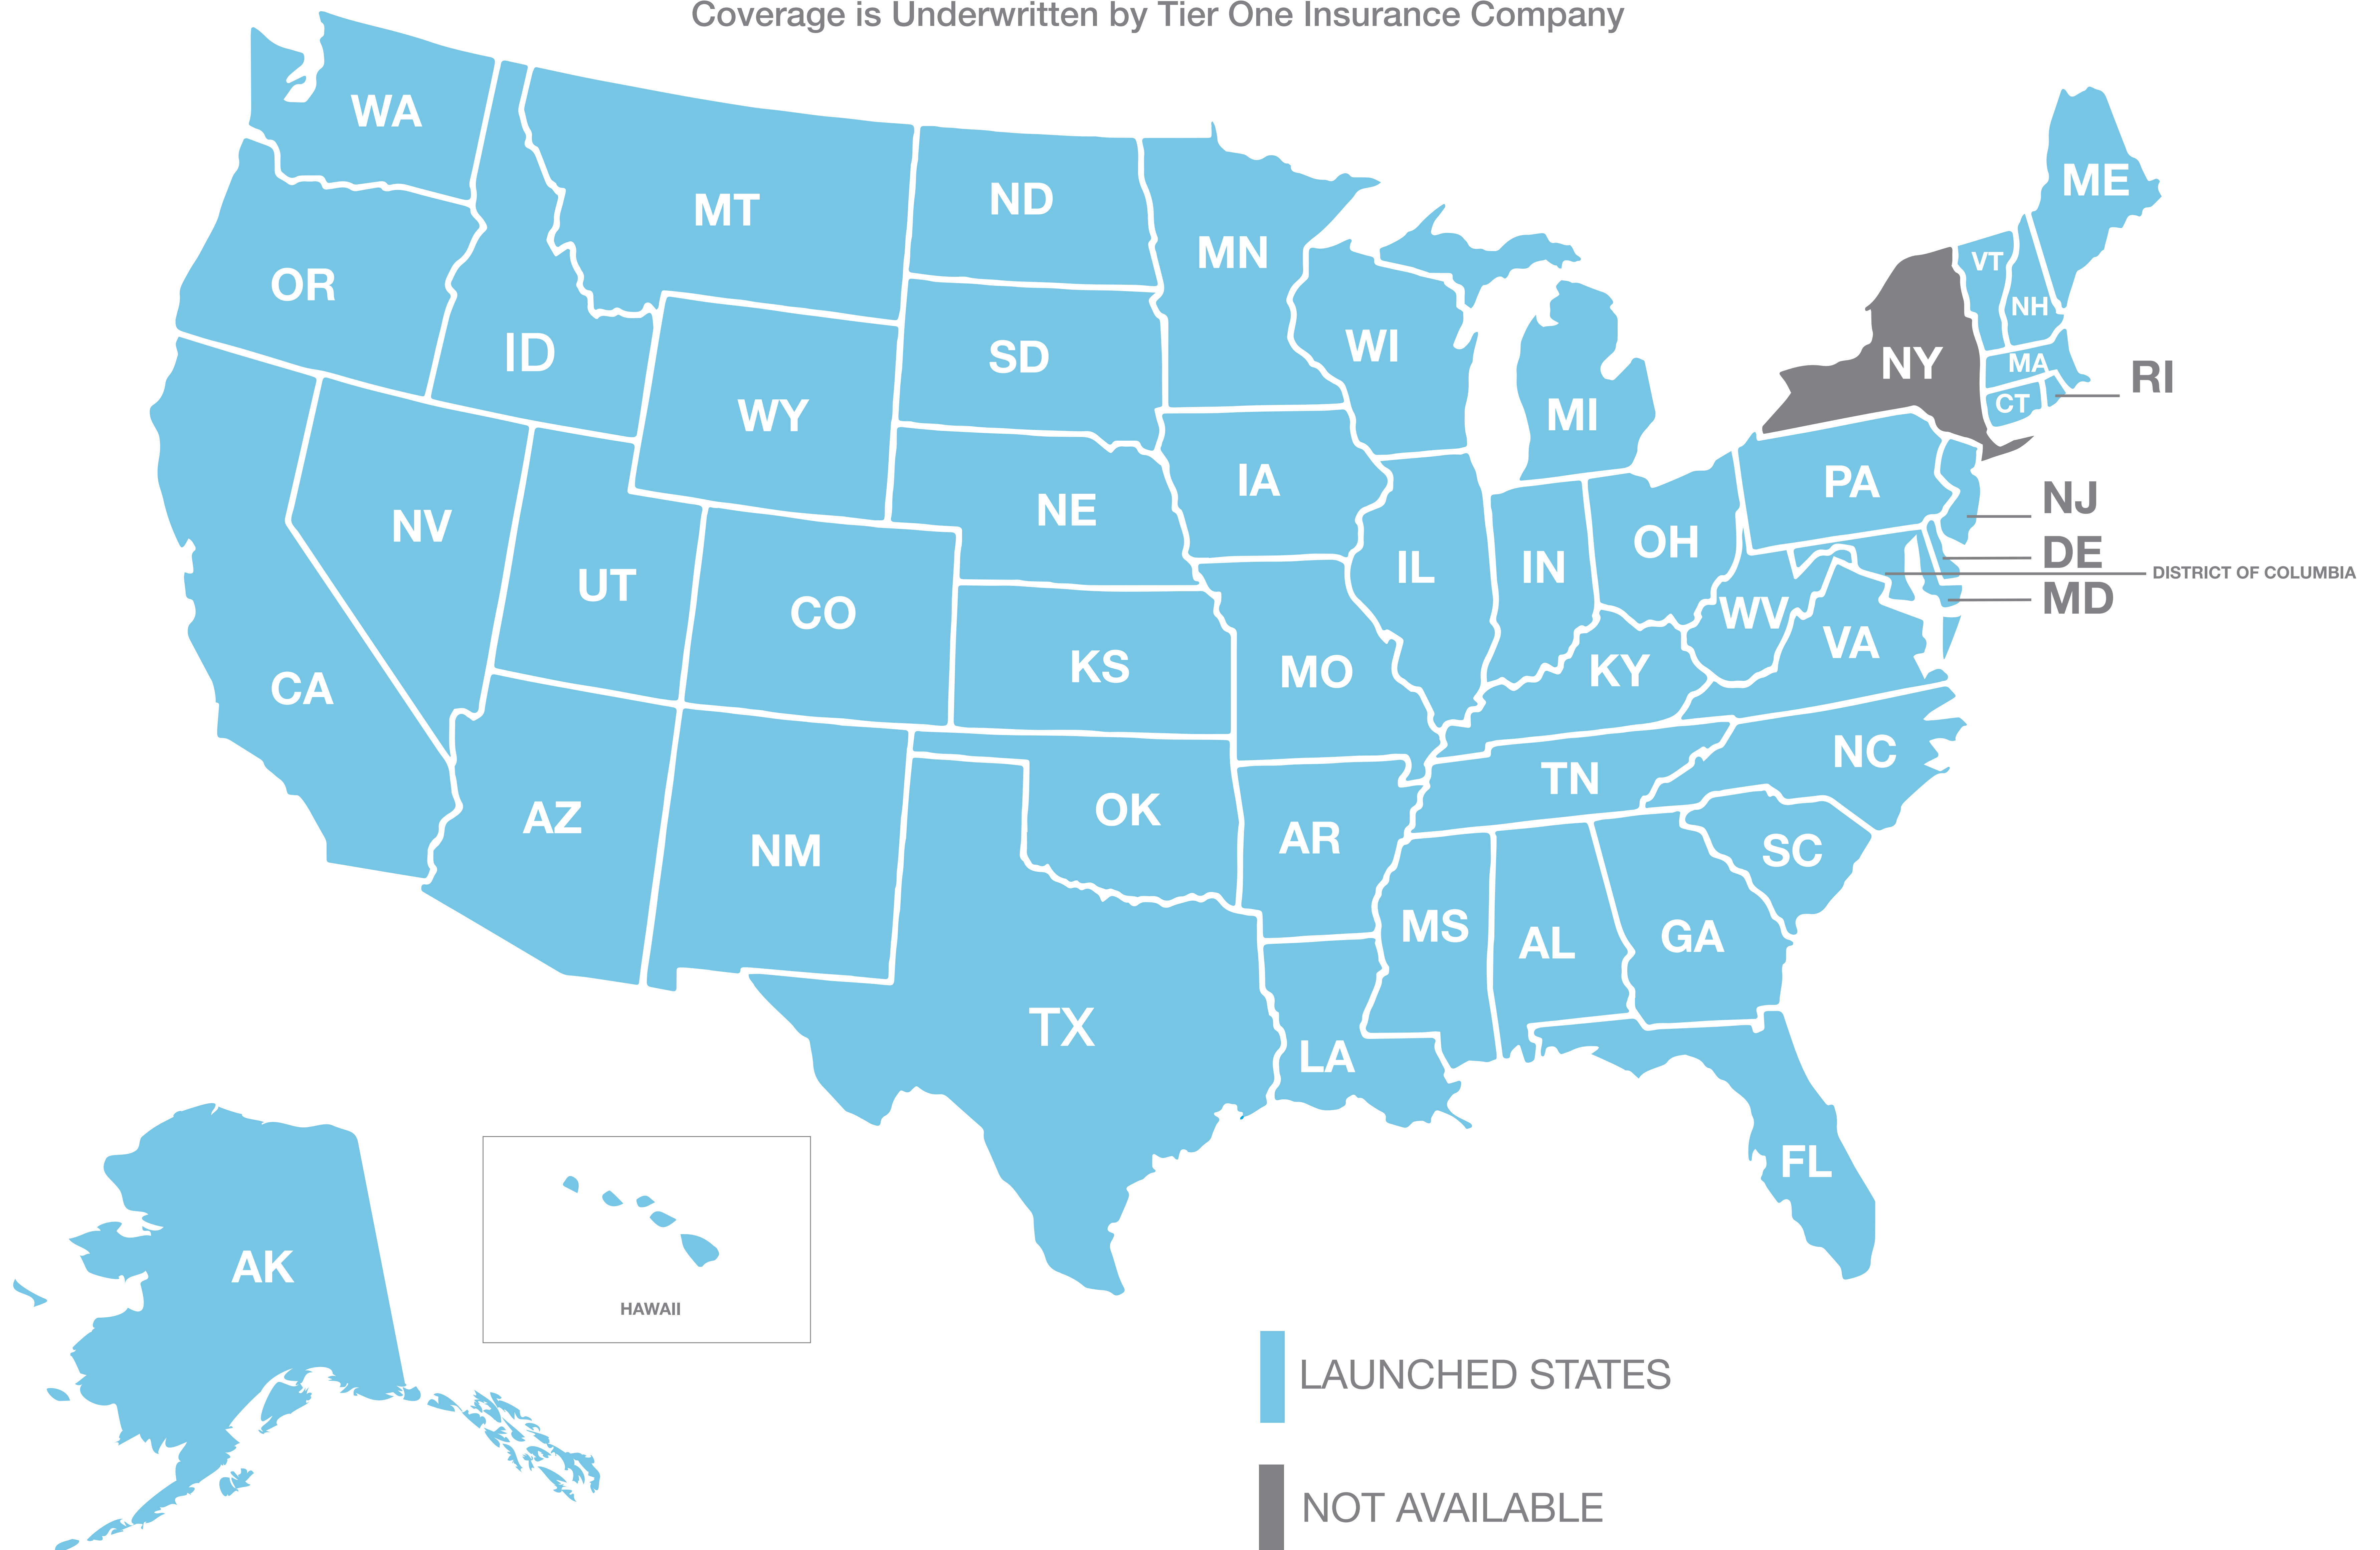 Coverage is Underwritten by Tier One Insurance Company
WA
MT
ND
MN
ME
OR
ID
WY
SD
WI
MI
NY
VT
NH
MA
CT
RI
NV
UT
CO
NE
IA
IL
IN
OH
PA
NJ
DE
DISTRICT OF COLUMBIA
MD
CA
KS
MO
KY
WV
VA
AZ
NM
OK
AR
TN
NC
SC
TX
LA
MS
AL
GA
FL
AK
HAWAII
LAUNCHED STATES
NOT AVAILABLE